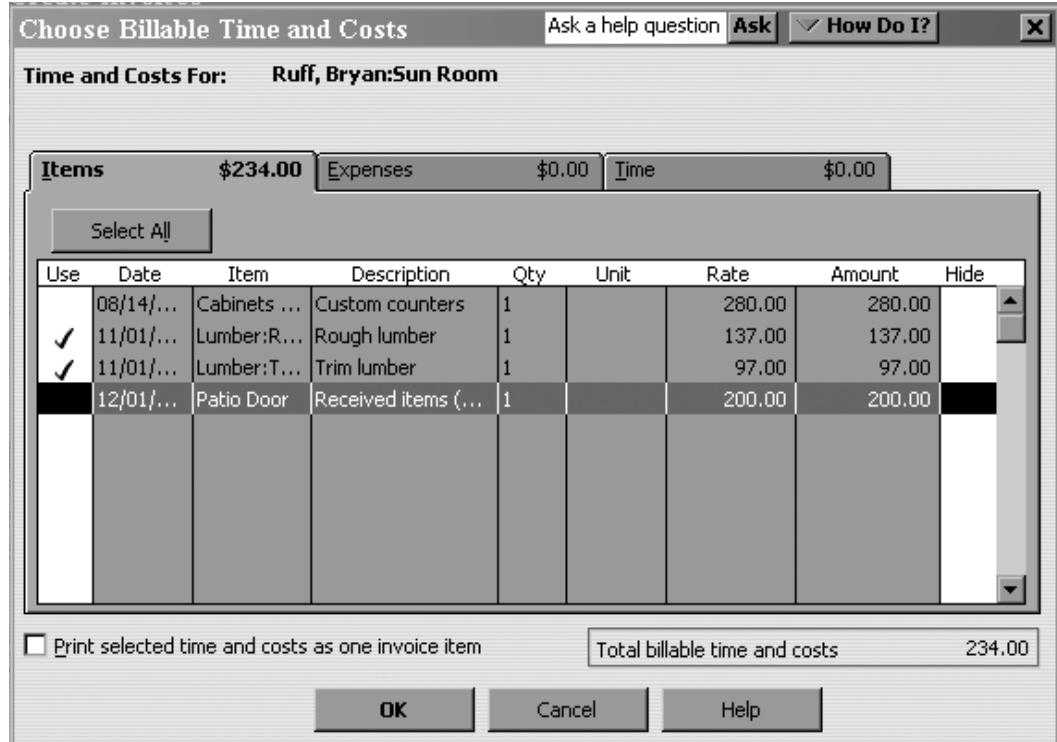 Create Invoices
Choose Billable Time and Costs Ask a help question Ask How Do I? X
Time and Costs For: Ruff, Bryan:Sun Room
Items $234.00 Expenses $0.00 Time $0.00
Select All
Use Date Item Description Qty Unit Rate Amount Hide
08/14/... Cabinets ... Custom counters 1 280.00 280.00
✓ 11/01/... Lumber:R... Rough lumber 1 137.00 137.00
✓ 11/01/... Lumber:T... Trim lumber 1 97.00 97.00
12/01/... Patio Door Received items (... 1 200.00 200.00
Print selected time and costs as one invoice item Total billable time and costs 234.00
OK Cancel Help